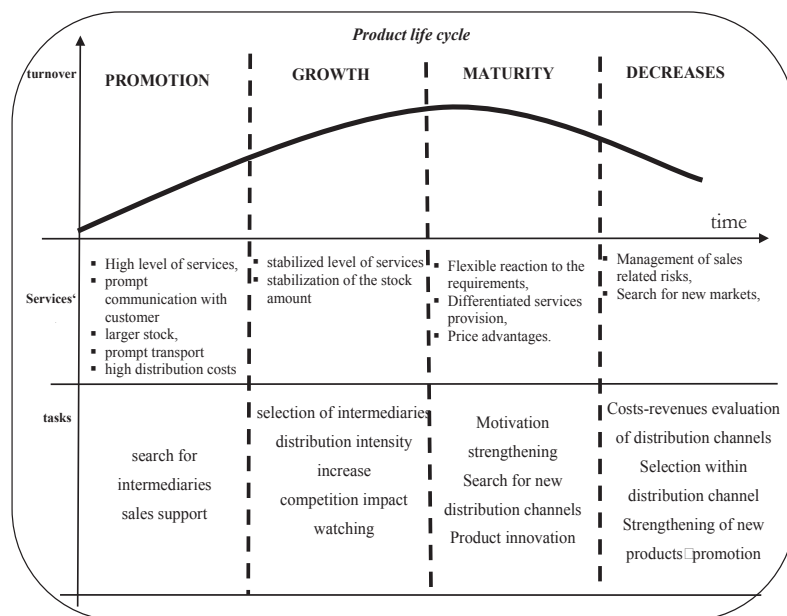 Product life cycle
turnover
PROMOTION
GROWTH
MATURITY
DECREASES
time
Services‘
▪ High level of services,
▪ prompt
communication with
customer
▪ larger stock,
▪ prompt transport
▪ high distribution costs
▪ stabilized level of services
▪ stabilization of the stock
amount
▪ Flexible reaction to the
requirements,
▪ Differentiated services
provision,
▪ Price advantages.
▪ Management of sales
related risks,
▪ Search for new markets,
tasks
search for
intermediaries
sales support
selection of intermediaries
distribution intensity
increase
competition impact
watching
Motivation
strengthening
Search for new
distribution channels
Product innovation
Costs-revenues evaluation
of distribution channels
Selection within
distribution channel
Strengthening of new
products□promotion